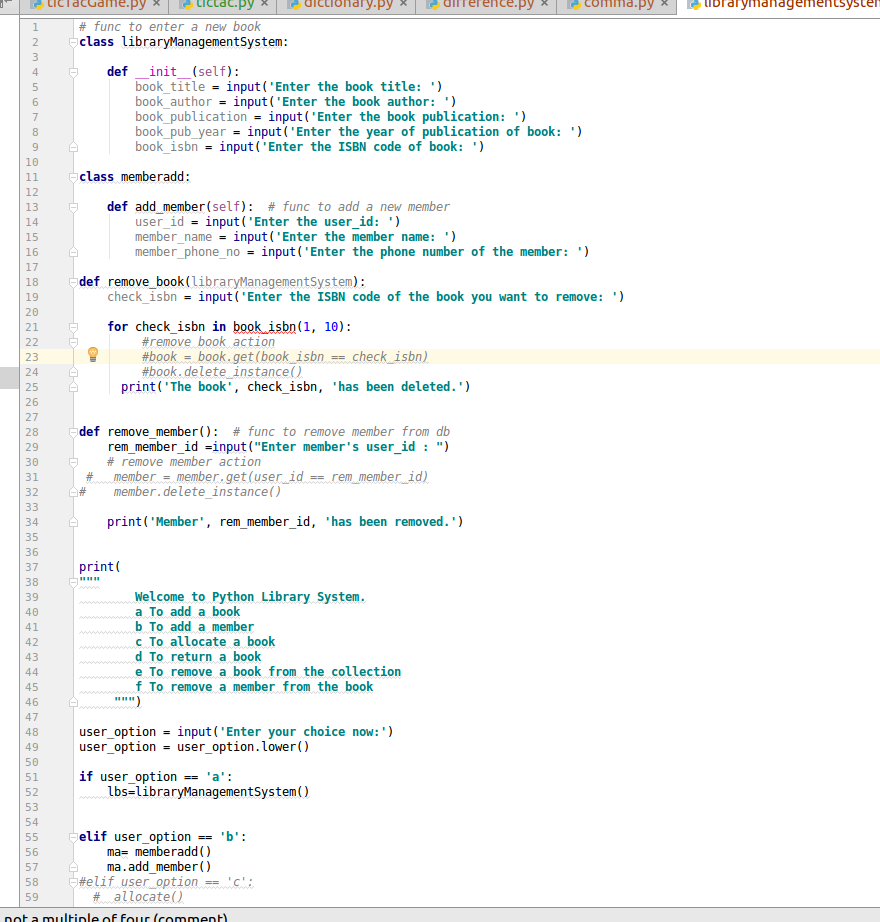 ticTacGame.py × tictac.py × dictionary.py × difference.py × comma.py × librarymanagementsystem
1 # func to enter a new book
2 class libraryManagementSystem:
3
4     def __init__(self):
5         book_title = input('Enter the book title: ')
6         book_author = input('Enter the book author: ')
7         book_publication = input('Enter the book publication: ')
8         book_pub_year = input('Enter the year of publication of book: ')
9         book_isbn = input('Enter the ISBN code of book: ')
10
11 class memberadd:
12
13     def add_member(self):  # func to add a new member
14         user_id = input('Enter the user_id: ')
15         member_name = input('Enter the member name: ')
16         member_phone_no = input('Enter the phone number of the member: ')
17
18 def remove_book(libraryManagementSystem):
19     check_isbn = input('Enter the ISBN code of the book you want to remove: ')
20
21     for check_isbn in book_isbn(1, 10):
22          #remove book action
23          #book = book.get(book_isbn == check_isbn)
24          #book.delete_instance()
25       print('The book', check_isbn, 'has been deleted.')
26
27
28 def remove_member():  # func to remove member from db
29     rem_member_id =input("Enter member's user_id : ")
30     # remove member action
31  #   member = member.get(user_id == rem_member_id)
32 #    member.delete_instance()
33
34     print('Member', rem_member_id, 'has been removed.')
35
36
37 print(
38 """
39         Welcome to Python Library System.
40         a To add a book
41         b To add a member
42         c To allocate a book
43         d To return a book
44         e To remove a book from the collection
45         f To remove a member from the book
46      """)
47
48 user_option = input('Enter your choice now:')
49 user_option = user_option.lower()
50
51 if user_option == 'a':
52     lbs=libraryManagementSystem()
53
54
55 elif user_option == 'b':
56     ma= memberadd()
57     ma.add_member()
58 #elif user_option == 'c':
59   #  allocate()
not a multiple of four (comment)